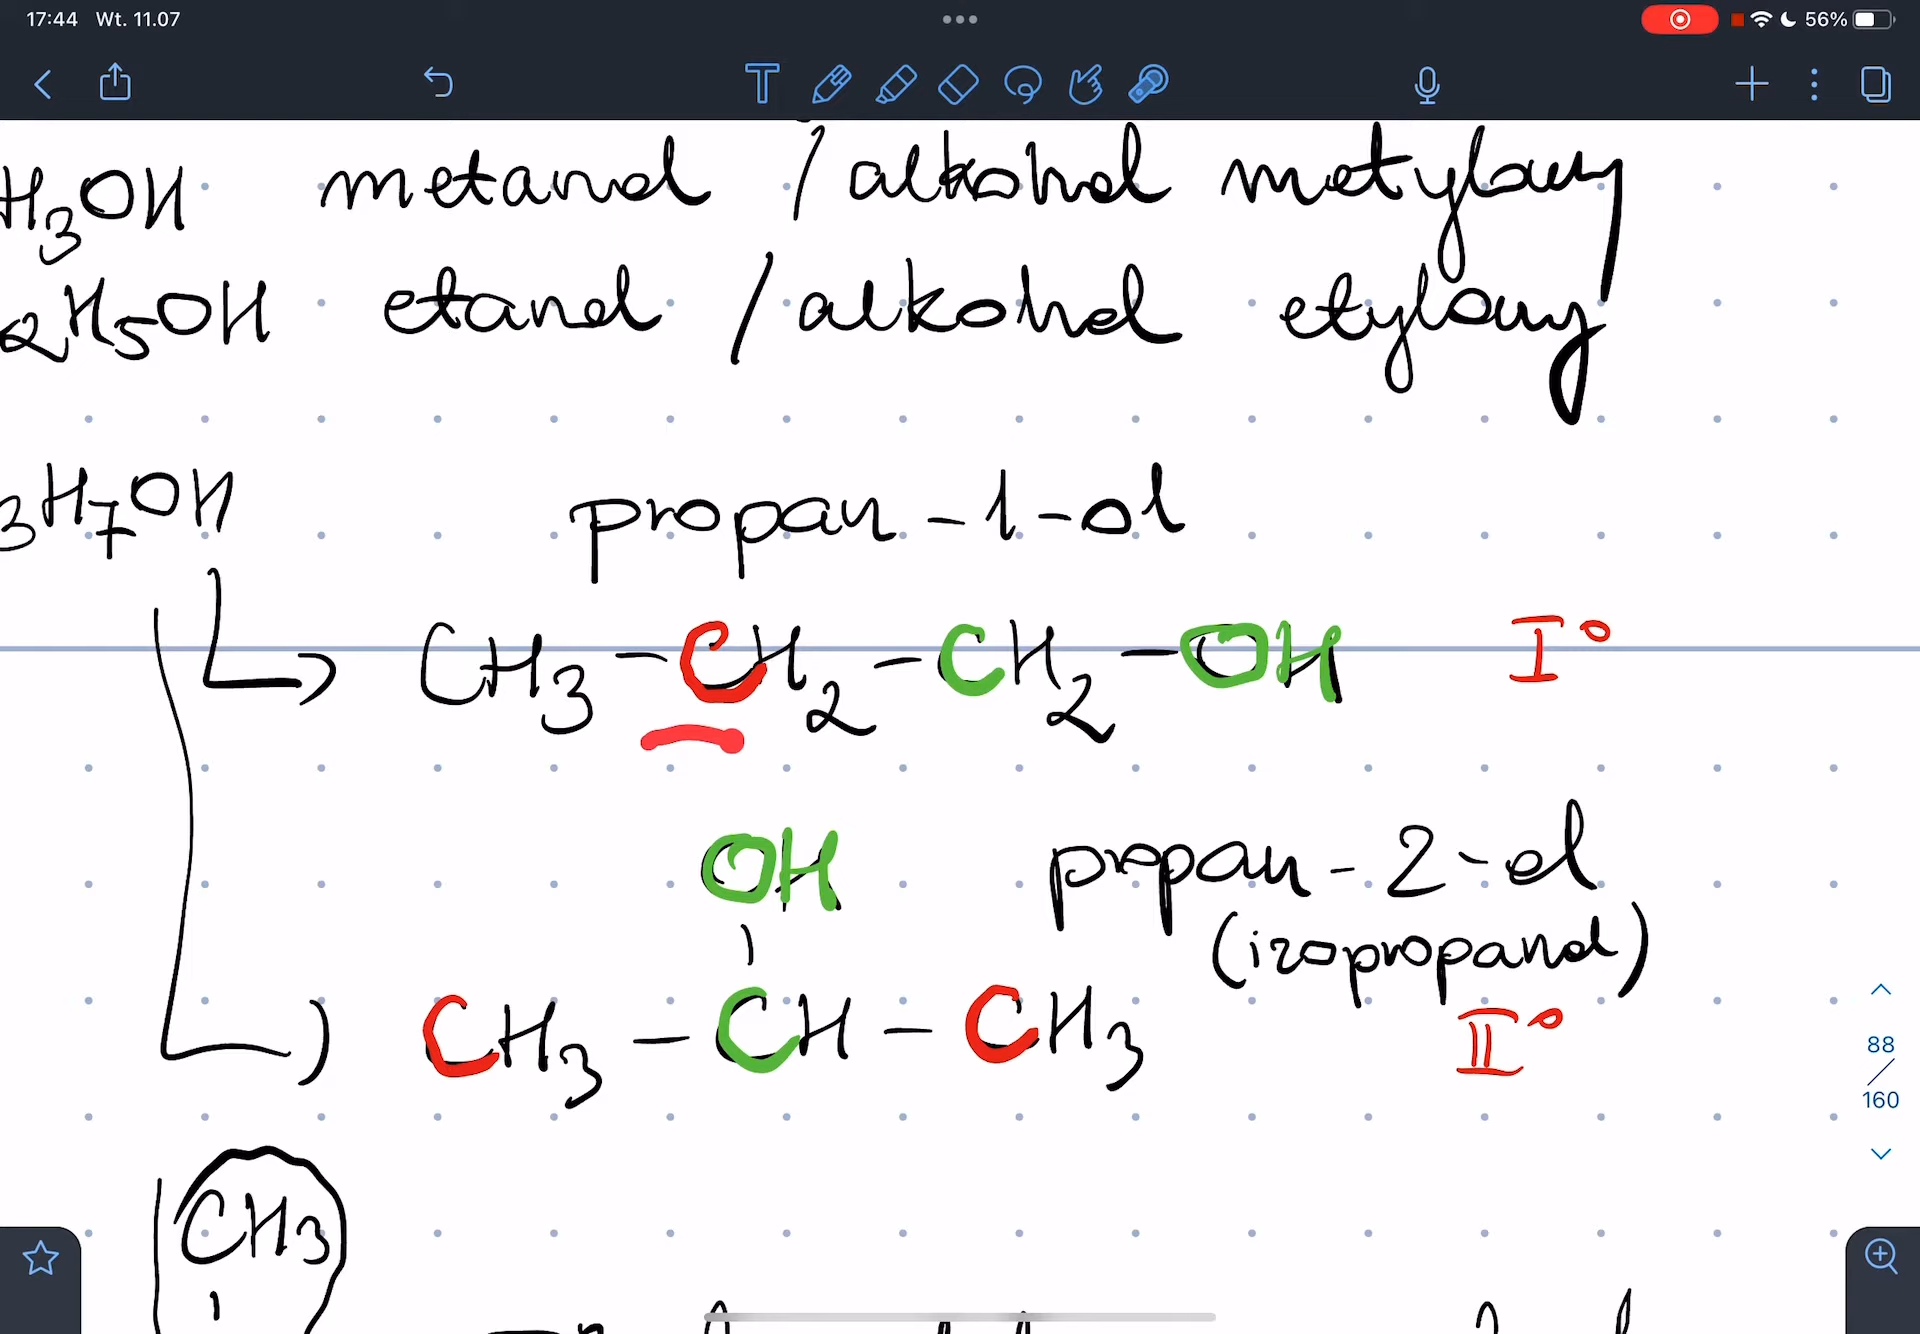 17:44 Wt. 11.07
56%
H₃OH metanol / alkohol metylowy
₂H₅OH etanol / alkohol etylowy
₃H₇OH propan-1-ol
CH₃-CH₂-CH₂-OH I°
OH propan-2-ol
(izopropanol)
CH₃-CH-CH₃ II°
88
/
160
CH₃